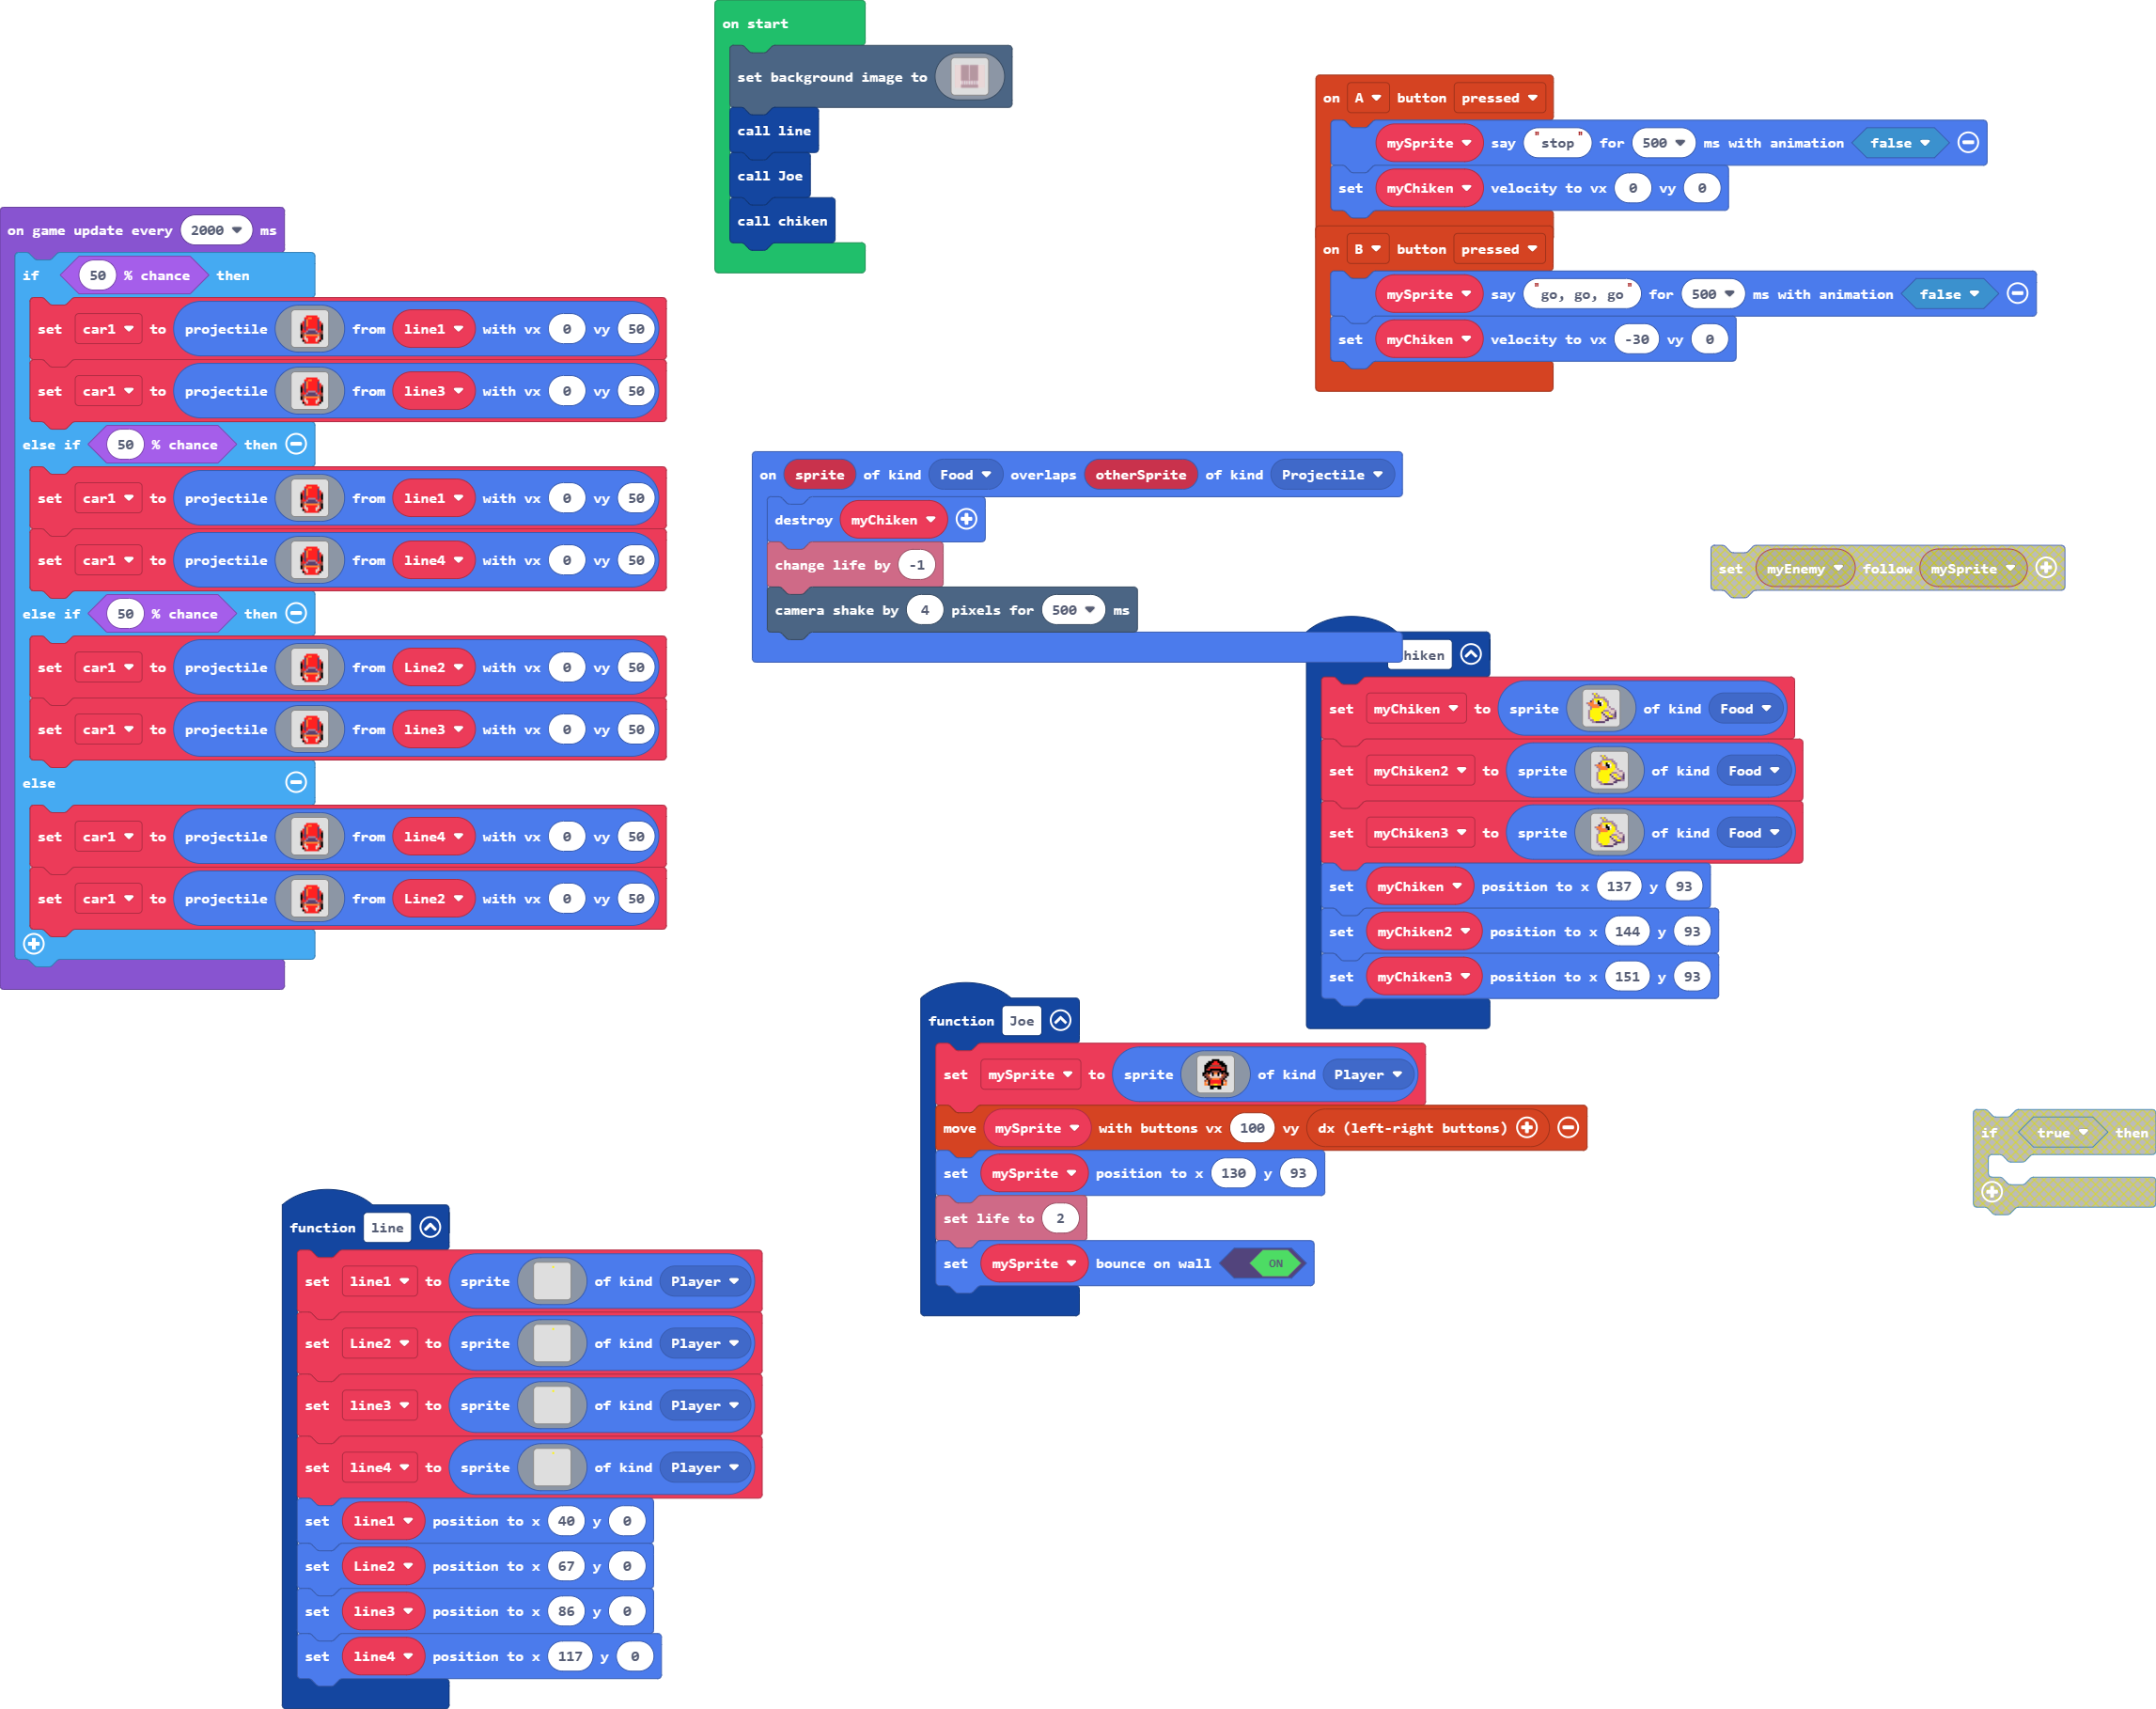 on start
set background image to
call line
call Joe
call chiken
on A button pressed
mySprite say "stop" for 500 ms with animation false
set myChiken velocity to vx 0 vy 0
on B button pressed
mySprite say "go, go, go" for 500 ms with animation false
set myChiken velocity to vx -30 vy 0
on game update every 2000 ms
if 50 % chance then
set car1 to projectile from line1 with vx 0 vy 50
set car1 to projectile from line3 with vx 0 vy 50
else if 50 % chance then
set car1 to projectile from line1 with vx 0 vy 50
set car1 to projectile from line4 with vx 0 vy 50
else if 50 % chance then
set car1 to projectile from Line2 with vx 0 vy 50
set car1 to projectile from line3 with vx 0 vy 50
else
set car1 to projectile from line4 with vx 0 vy 50
set car1 to projectile from Line2 with vx 0 vy 50
on sprite of kind Food overlaps otherSprite of kind Projectile
destroy myChiken
change life by -1
camera shake by 4 pixels for 500 ms
set myEnemy follow mySprite
hiken
set myChiken to sprite of kind Food
set myChiken2 to sprite of kind Food
set myChiken3 to sprite of kind Food
set myChiken position to x 137 y 93
set myChiken2 position to x 144 y 93
set myChiken3 position to x 151 y 93
function Joe
set mySprite to sprite of kind Player
move mySprite with buttons vx 100 vy dx (left-right buttons)
set mySprite position to x 130 y 93
set life to 2
set mySprite bounce on wall ON
if true then
function line
set line1 to sprite of kind Player
set Line2 to sprite of kind Player
set line3 to sprite of kind Player
set line4 to sprite of kind Player
set line1 position to x 40 y 0
set Line2 position to x 67 y 0
set line3 position to x 86 y 0
set line4 position to x 117 y 0